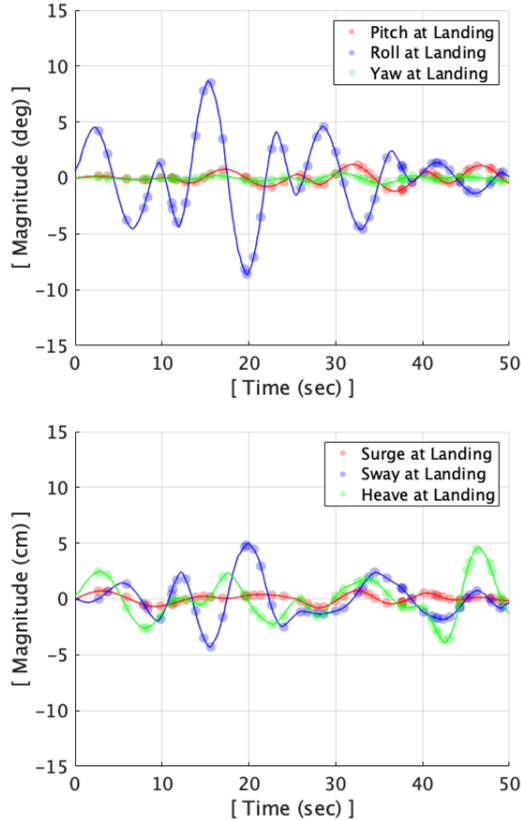 15
10
5
0
−5
−10
−15
[ Magnitude (deg) ]
Pitch at Landing
Roll at Landing
Yaw at Landing
0 10 20 30 40 50
[ Time (sec) ]
15
10
5
0
−5
−10
−15
[ Magnitude (cm) ]
Surge at Landing
Sway at Landing
Heave at Landing
0 10 20 30 40 50
[ Time (sec) ]